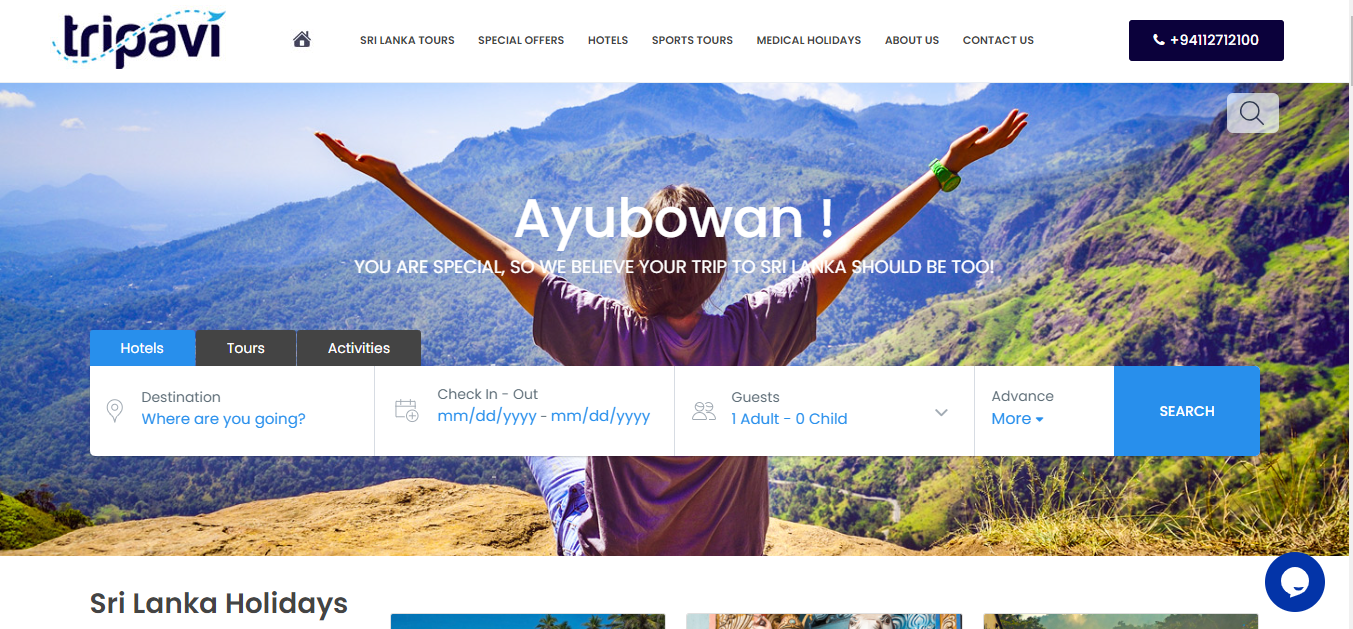 tripavi
SRI LANKA TOURS
SPECIAL OFFERS
HOTELS
SPORTS TOURS
MEDICAL HOLIDAYS
ABOUT US
CONTACT US
+94112712100
Ayubowan !
YOU ARE SPECIAL, SO WE BELIEVE YOUR TRIP TO SRI LANKA SHOULD BE TOO!
Hotels
Tours
Activities
Destination
Where are you going?
Check In - Out
mm/dd/yyyy - mm/dd/yyyy
Guests
1 Adult - 0 Child
Advance
More
SEARCH
Sri Lanka Holidays